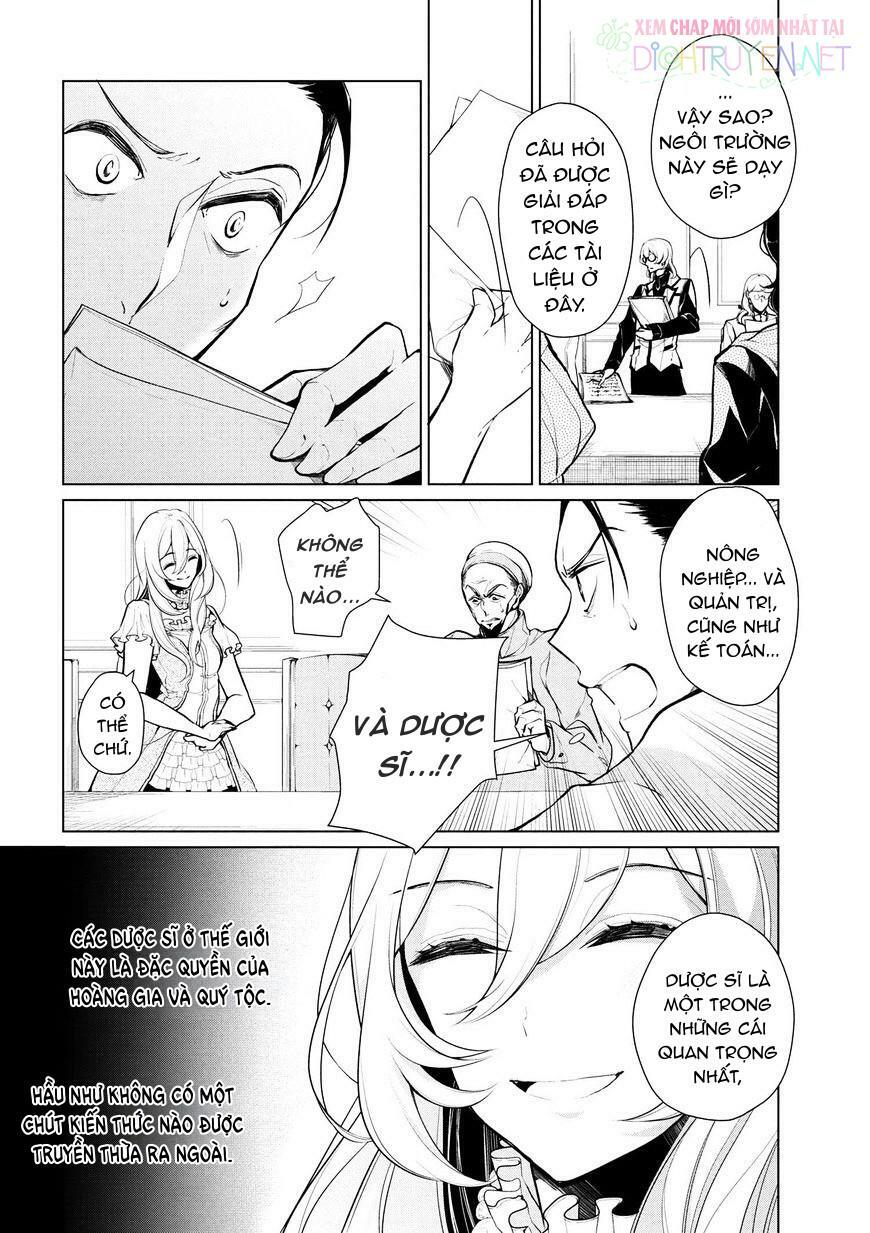 XEM CHAP MỚI SỚM NHẤT TẠI
DICHTRUYEN.NET
...
VẬY SAO?
NGÔI TRƯỜNG
NÀY SẼ DẠY
GÌ?
CÂU HỎI
ĐÃ ĐƯỢC
GIẢI ĐÁP
TRONG
CÁC TÀI
LIỆU Ở
ĐÂY.
NÔNG
NGHIỆP... VÀ
QUẢN TRỊ,
CŨNG NHƯ
KẾ TOÁN...
VÀ DƯỢC
SĨ...!!
KHÔNG
THỂ
NÀO...
CÓ
THỂ
CHỨ.
DƯỢC SĨ LÀ
MỘT TRONG
NHỮNG CÁI
QUAN TRỌNG
NHẤT,
CÁC DƯỢC SĨ Ở THẾ GIỚI
NÀY LÀ ĐẶC QUYỀN CỦA
HOÀNG GIA VÀ QUÝ TỘC.
HẦU NHƯ KHÔNG CÓ MỘT
CHÚT KIẾN THỨC NÀO ĐƯỢC
TRUYỀN THỪA RA NGOÀI.